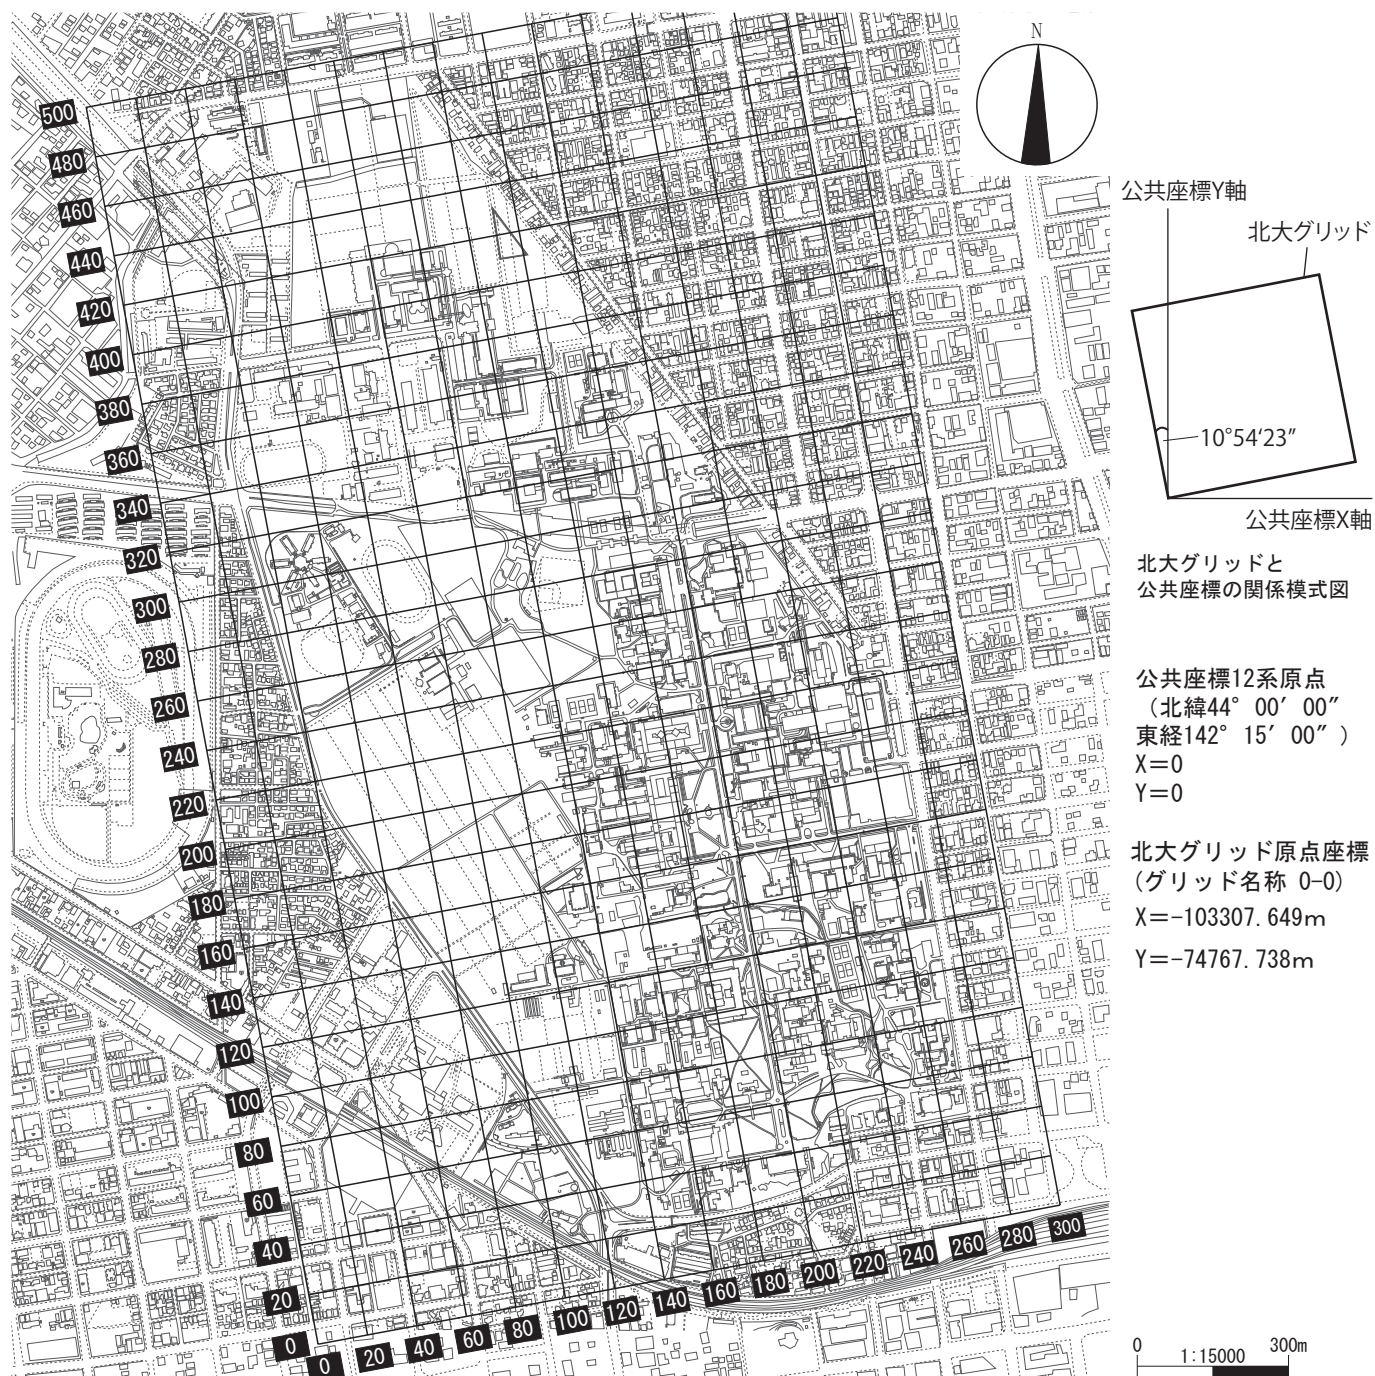 N
公共座標Y軸
北大グリッド
10°54'23"
公共座標X軸
北大グリッドと
公共座標の関係模式図
公共座標12系原点
（北緯44° 00′ 00″
東経142° 15′ 00″ ）
X＝0
Y＝0
北大グリッド原点座標
(グリッド名称 0-0)
X＝-103307.649m
Y＝-74767.738m
0 300m
1:15000
500
480
460
440
420
400
380
360
340
320
300
280
260
240
220
200
180
160
140
120
100
80
60
40
20
0
0 20 40 60 80 100 120 140 160 180 200 220 240 260 280 300